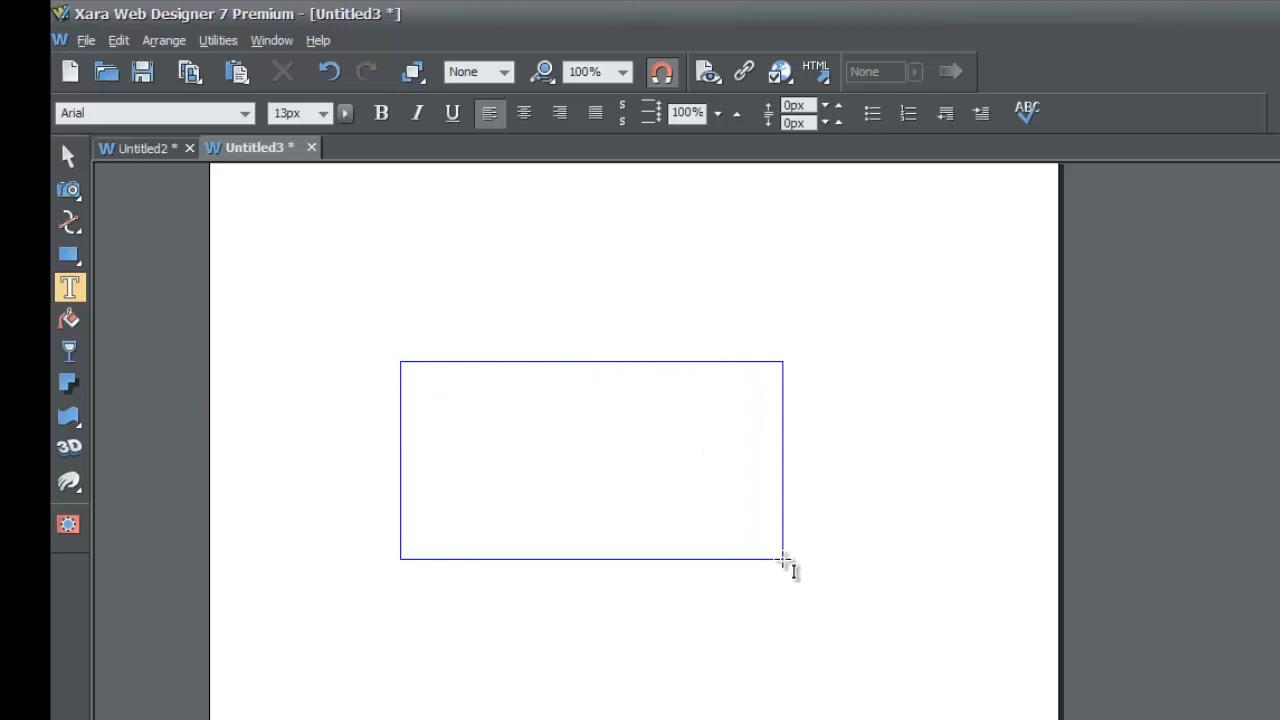 Xara Web Designer 7 Premium - [Untitled3 *]
W File Edit Arrange Utilities Window Help
None 100% HTML None
Arial 13px B I U S S 100% 0px 0px ABC
W Untitled2 * W Untitled3 *
T
3D